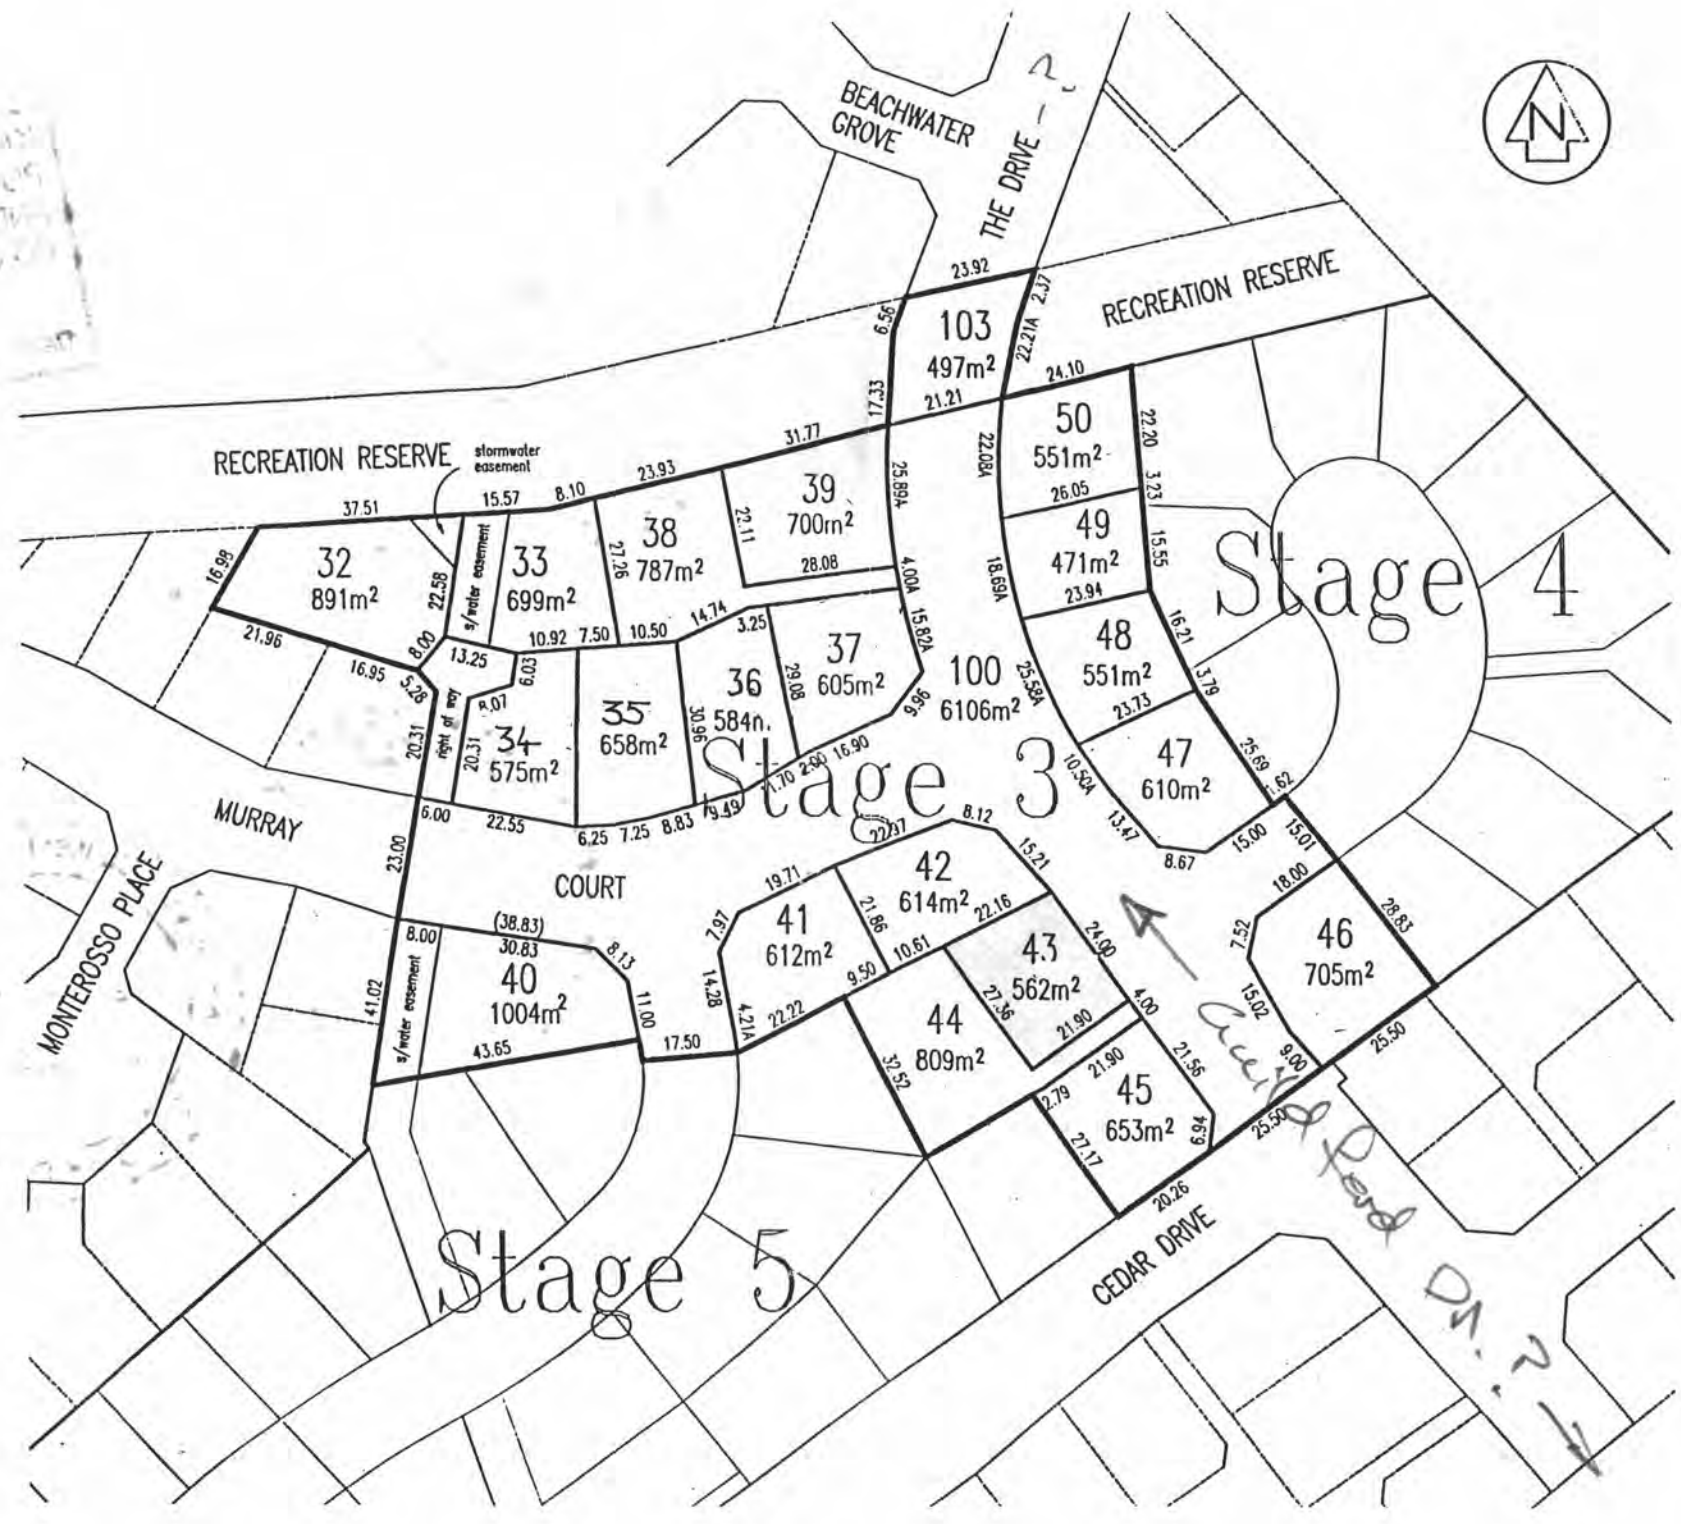 BEACHWATER
GROVE
THE DRIVE - ?
N
23.92
2.37
6.56
103
497m²
22.21A
RECREATION RESERVE
17.33
21.21
24.10
RECREATION RESERVE
stormwater
easement
31.77
50
551m²
22.20
22.08A
26.05
3.23
37.51
15.57
8.10
23.93
39
700m²
25.89A
22.11
28.08
4.00A
49
471m²
15.55
18.69A
23.94
Stage 4
16.98
32
891m²
22.58
s/water easement
33
699m²
38
787m²
27.26
21.96
16.95
8.00
5.28
13.25
10.92
7.50
10.50
14.74
3.25
15.82A
6.03
8.07
right of way
20.31
20.31
34
575m²
35
658m²
30.96
36
584
29.08
37
605m²
9.96
100
6106m²
25.58A
48
551m²
16.21
3.79
23.73
47
610m²
25.69
1.62
10.50A
13.47
8.67
15.00
15.01
Stage 3
MURRAY
6.00
22.55
6.25
7.25
8.83
9.49
1.70
2.00
16.90
23.00
COURT
22.37
8.12
15.21
19.71
42
614m²
22.16
21.86
7.97
41
612m²
10.61
9.50
14.28
4.21A
22.22
MONTEROSSO PLACE
(38.83)
8.00
30.83
8.13
40
1004m²
11.00
41.02
s/water easement
43.65
17.50
43
562m²
24.00
27.36
21.90
4.00
44
809m²
32.52
2.79
21.90
45
653m²
21.56
6.94
27.17
20.26
18.00
7.52
46
705m²
28.83
15.02
9.00
25.50
25.50
Stage 5
CEDAR DRIVE
DR. ?